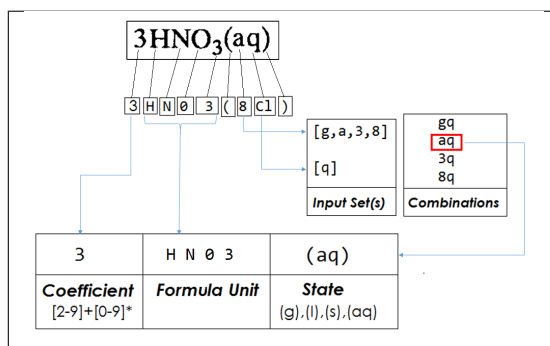 3HNO₃(aq)
3 H N 0 3 ( 8 Cl )
[g,a,3,8]
[q]
Input Set(s)
gq
aq
3q
8q
Combinations
3 H N 0 3 (aq)
Coefficient Formula Unit State
[2-9]+[0-9]* (g),(l),(s),(aq)